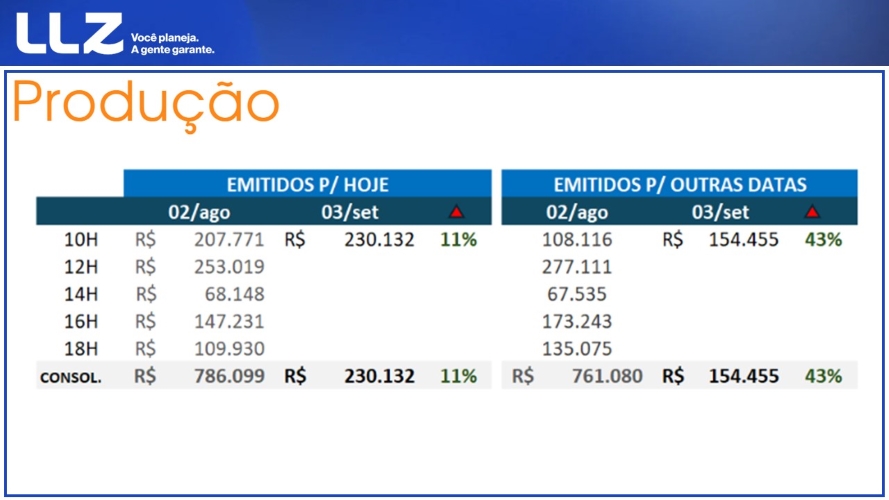 LLZ Você planeja.
A gente garante.
Produção
EMITIDOS P/ HOJE EMITIDOS P/ OUTRAS DATAS
02/ago 03/set 02/ago 03/set
10H R$ 207.771 R$ 230.132 11% 108.116 R$ 154.455 43%
12H R$ 253.019 277.111
14H R$ 68.148 67.535
16H R$ 147.231 173.243
18H R$ 109.930 135.075
CONSOL. R$ 786.099 R$ 230.132 11% R$ 761.080 R$ 154.455 43%